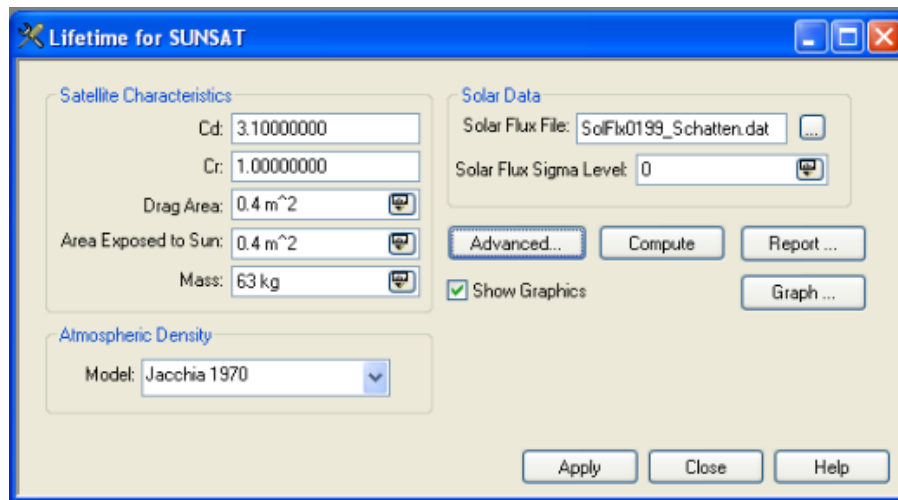 Lifetime for SUNSAT
Satellite Characteristics
Cd: 3.10000000
Cr: 1.00000000
Drag Area: 0.4 m^2
Area Exposed to Sun: 0.4 m^2
Mass: 63 kg
Atmospheric Density
Model: Jacchia 1970
Solar Data
Solar Flux File: SolFlx0199_Schatten.dat ...
Solar Flux Sigma Level: 0
Advanced... Compute Report ...
Show Graphics Graph ...
Apply Close Help